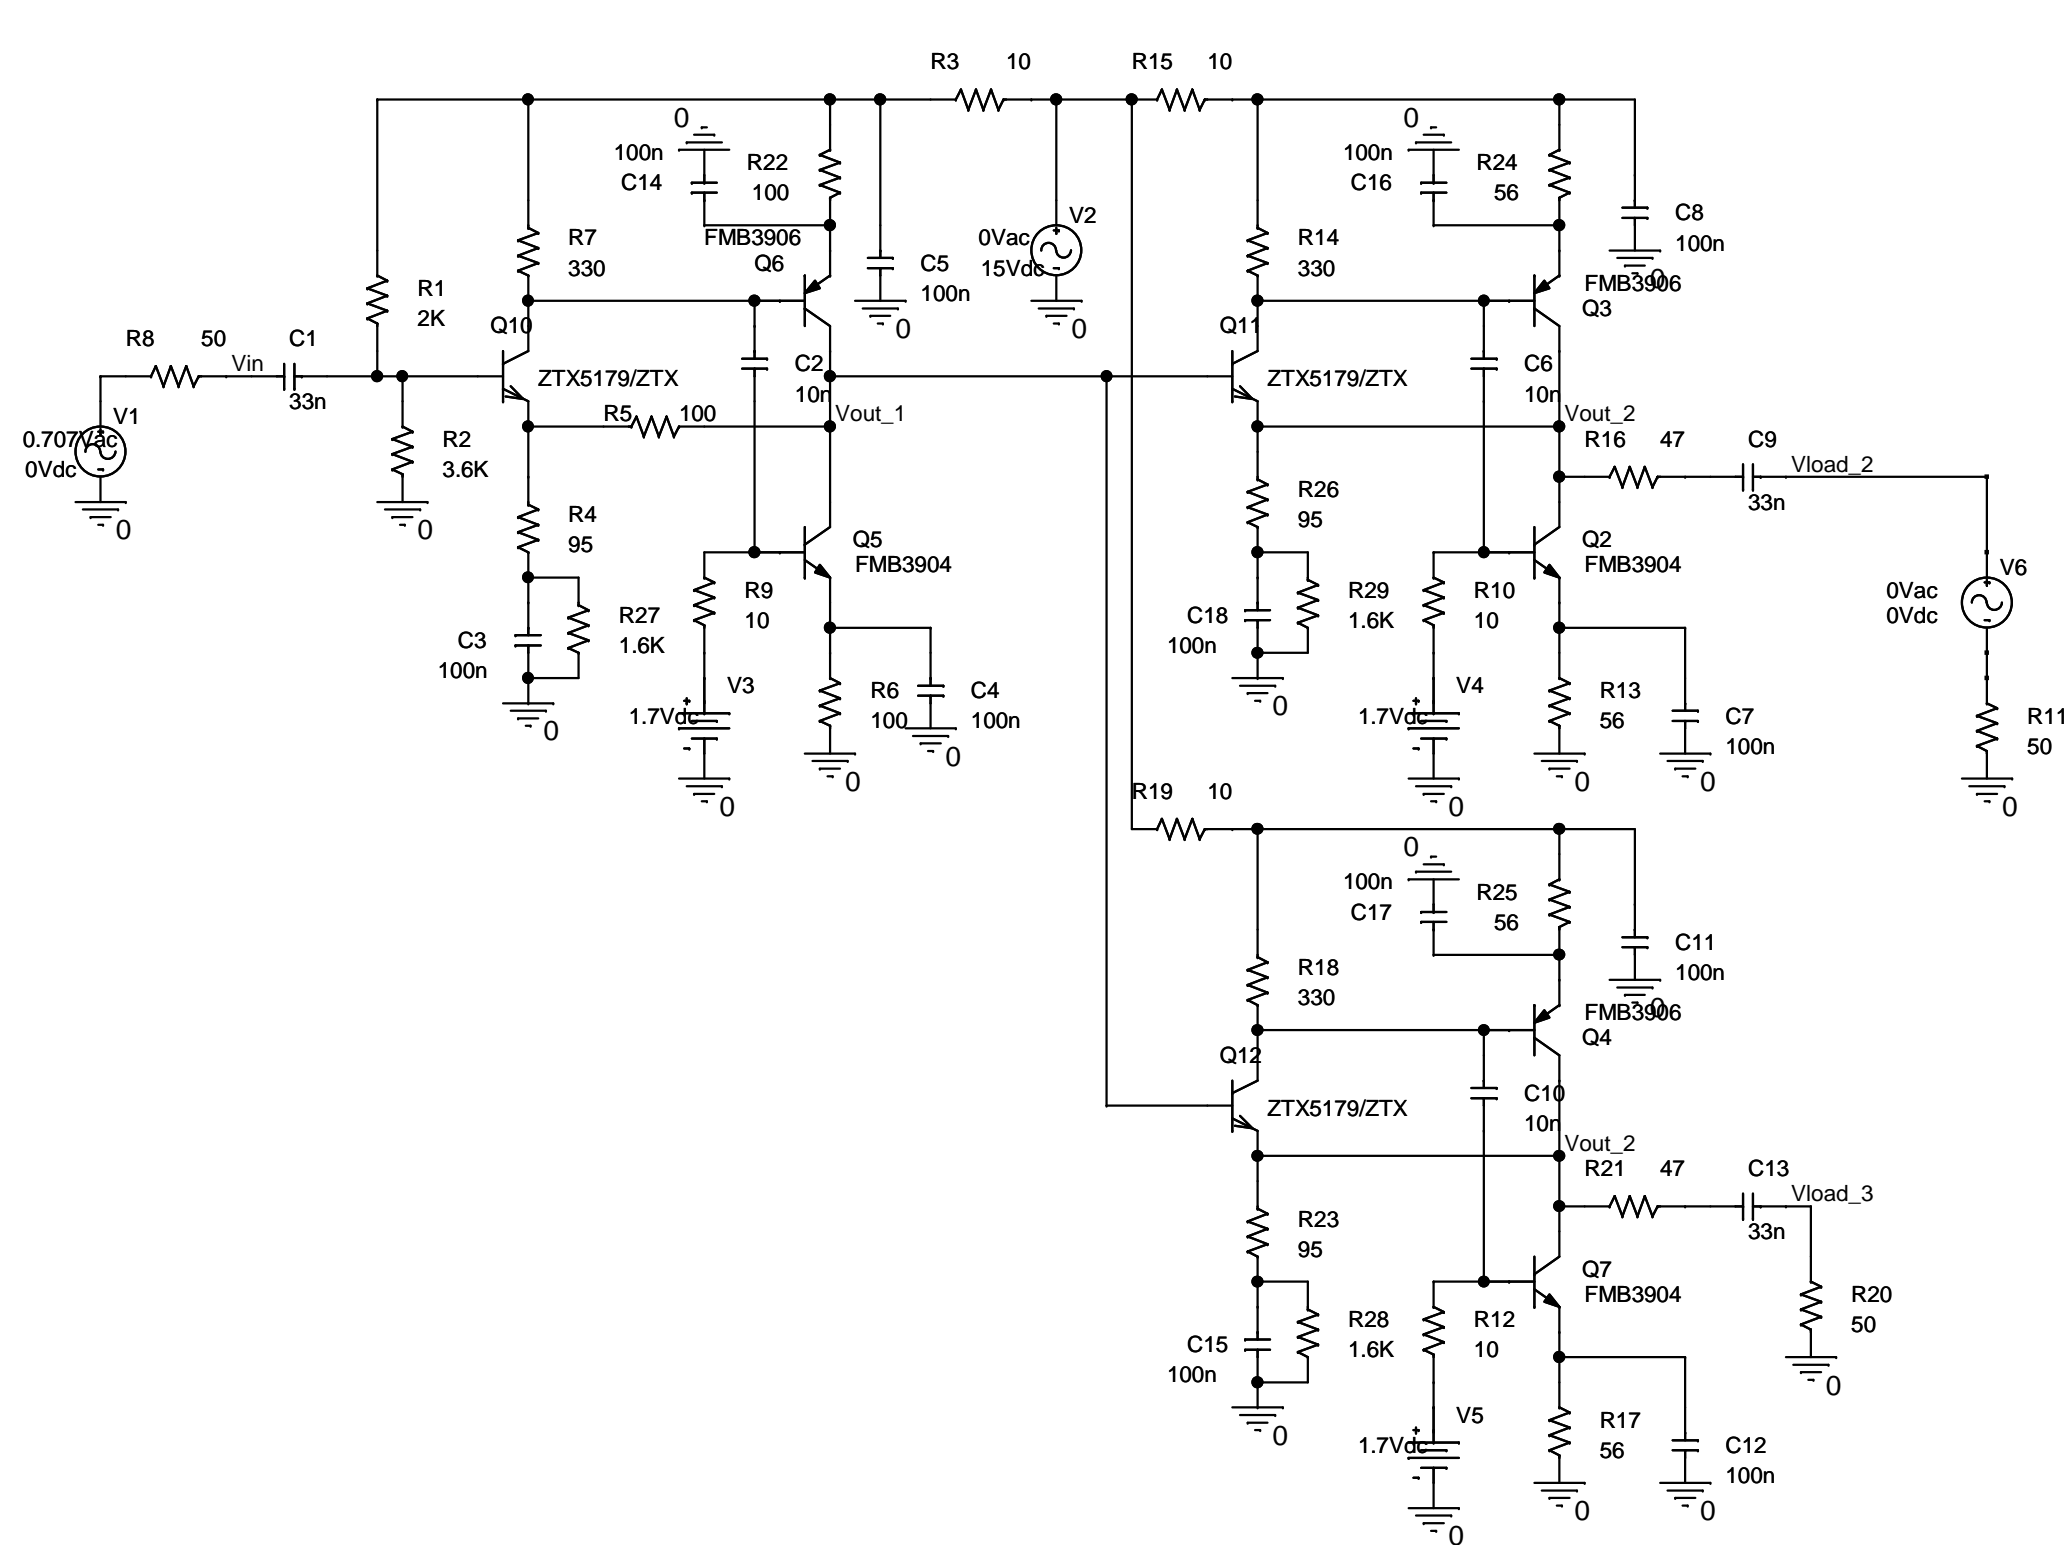 R3 10
R15 10
0
100n
C14
R22
100
FMB3906
Q6
R7
330
R1
2K
R8 50
Vin
C1
33n
Q10
ZTX5179/ZTX
V1
0.707Vac
0Vdc
0
R2
3.6K
0
R5 100
R4
95
C3
100n
R27
1.6K
0
C2
10n
Vout_1
C5
100n
0
0Vac
15Vdc
V2
0
Q5
FMB3904
R9
10
V3
1.7Vdc
+
-
0
R6
100
0
C4
100n
0
0
100n
C16
R24
56
C8
100n
0
R14
330
FMB3906
Q3
Q11
ZTX5179/ZTX
C6
10n
Vout_2
R16 47
C9
33n
Vload_2
R26
95
C18
100n
R29
1.6K
0
Q2
FMB3904
R10
10
V4
1.7Vdc
+
-
0
R13
56
0
C7
100n
0
0Vac
0Vdc
V6
R11
50
0
R19 10
0
100n
C17
R25
56
C11
100n
0
R18
330
FMB3906
Q4
Q12
ZTX5179/ZTX
C10
10n
Vout_2
R21 47
C13
33n
Vload_3
R23
95
C15
100n
R28
1.6K
0
Q7
FMB3904
R12
10
V5
1.7Vdc
+
-
0
R17
56
0
C12
100n
0
R20
50
0